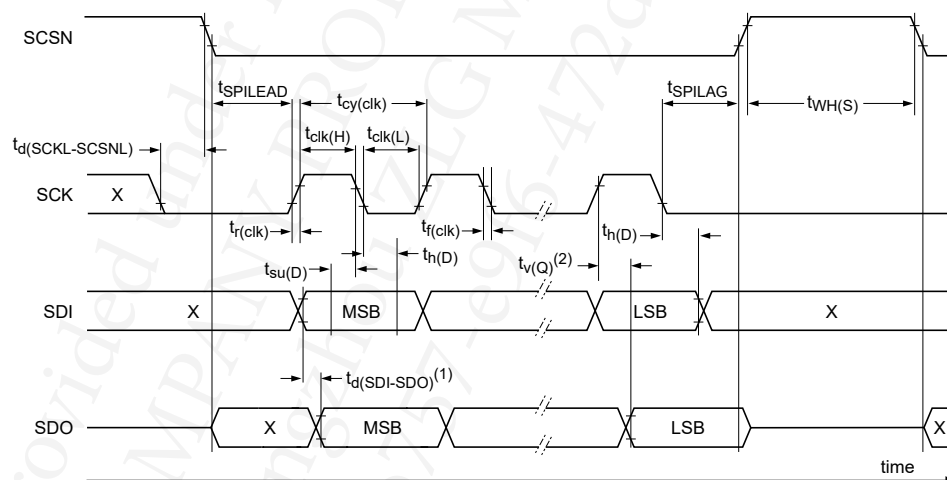 SCSN
tSPILEAD
tcy(clk)
tSPILAG
tWH(S)
tclk(H)
tclk(L)
td(SCKL-SCSNL)
SCK
X
tr(clk)
tf(clk)
th(D)
tsu(D)
th(D)
tv(Q)(2)
SDI
X
MSB
LSB
X
td(SDI-SDO)(1)
SDO
X
MSB
LSB
X
time